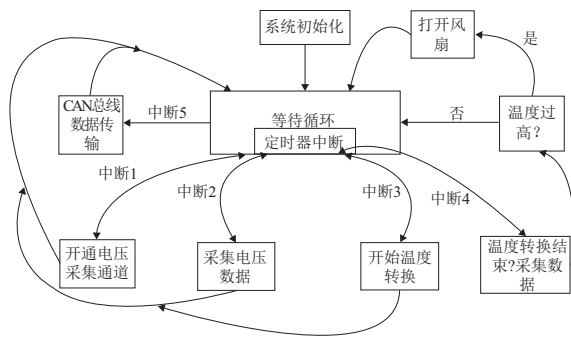 系统初始化
打开风
扇
是
CAN总线
数据传
输
中断5
等待循环
定时器中断
否
温度过
高？
中断1
中断2
中断3
中断4
开通电压
采集通道
采集电压
数据
开始温度
转换
温度转换结
束?采集数
据